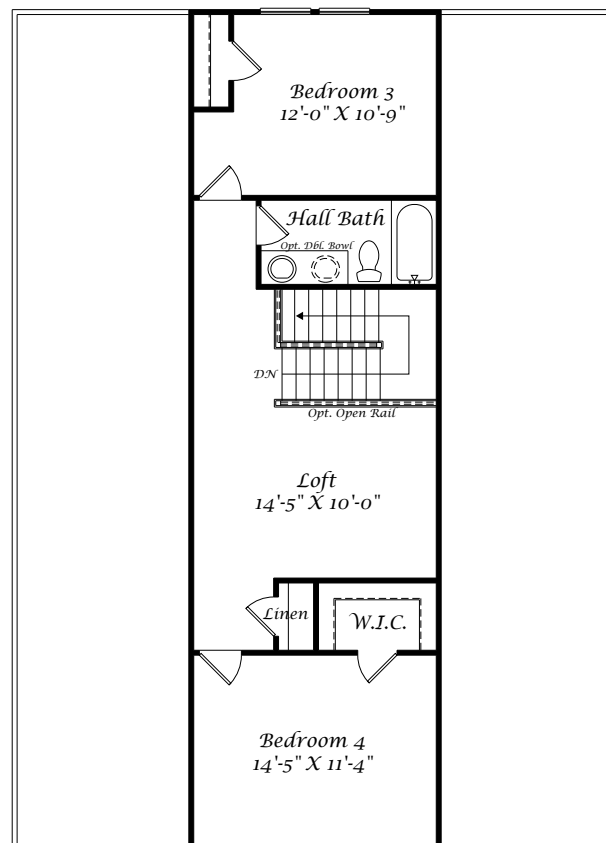 Bedroom 3
12'-0" X 10'-9"
Hall Bath
Opt. Dbl. Bowl
DN
Opt. Open Rail
Loft
14'-5" X 10'-0"
Linen
W.I.C.
Bedroom 4
14'-5" X 11'-4"